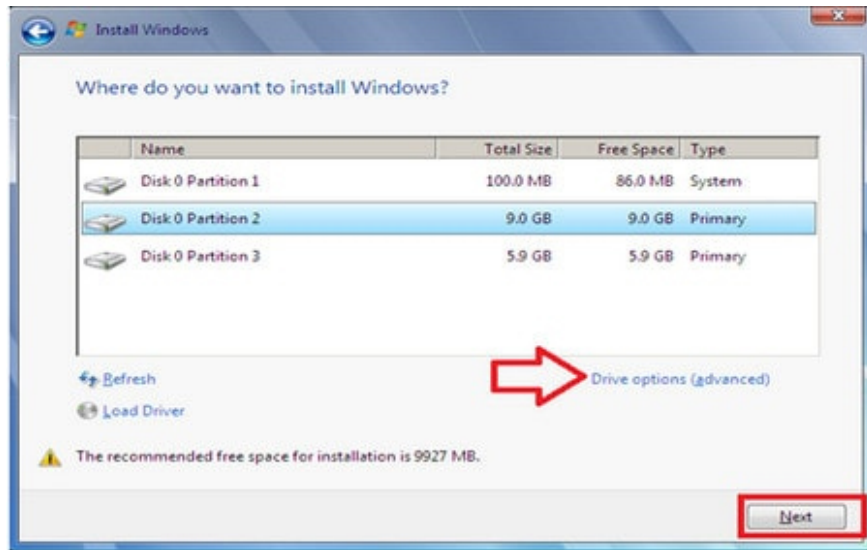 Install Windows
Where do you want to install Windows?
Name Total Size Free Space Type
Disk 0 Partition 1 100.0 MB 86.0 MB System
Disk 0 Partition 2 9.0 GB 9.0 GB Primary
Disk 0 Partition 3 5.9 GB 5.9 GB Primary
Refresh Drive options (advanced)
Load Driver
The recommended free space for installation is 9927 MB.
Next